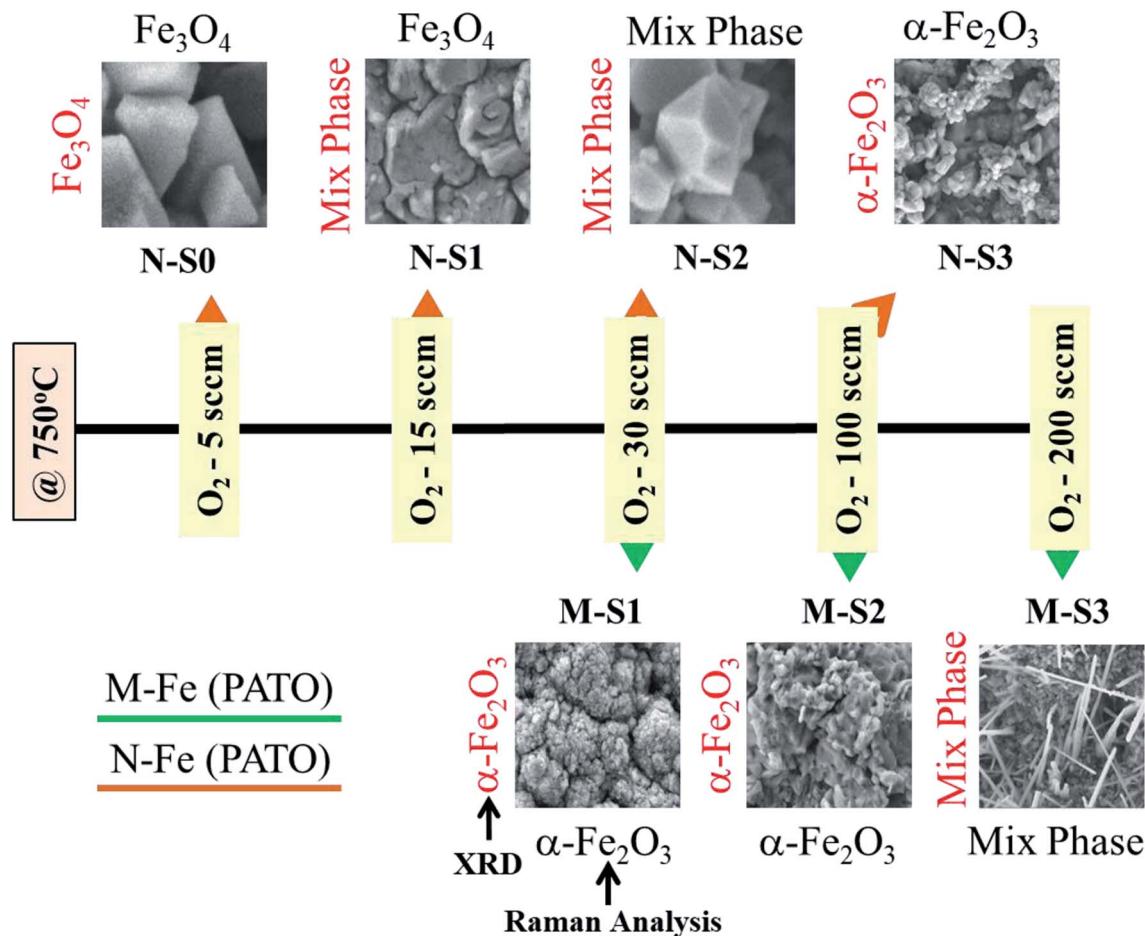 Fe₃O₄
Fe₃O₄
Mix Phase
α-Fe₂O₃
Fe₃O₄
Mix Phase
Mix Phase
α-Fe₂O₃
N-S0
N-S1
N-S2
N-S3
@ 750°C
O₂ - 5 sccm
O₂ - 15 sccm
O₂ - 30 sccm
O₂ - 100 sccm
O₂ - 200 sccm
M-S1
M-S2
M-S3
α-Fe₂O₃
α-Fe₂O₃
Mix Phase
M-Fe (PATO)
N-Fe (PATO)
α-Fe₂O₃
α-Fe₂O₃
Mix Phase
XRD
Raman Analysis